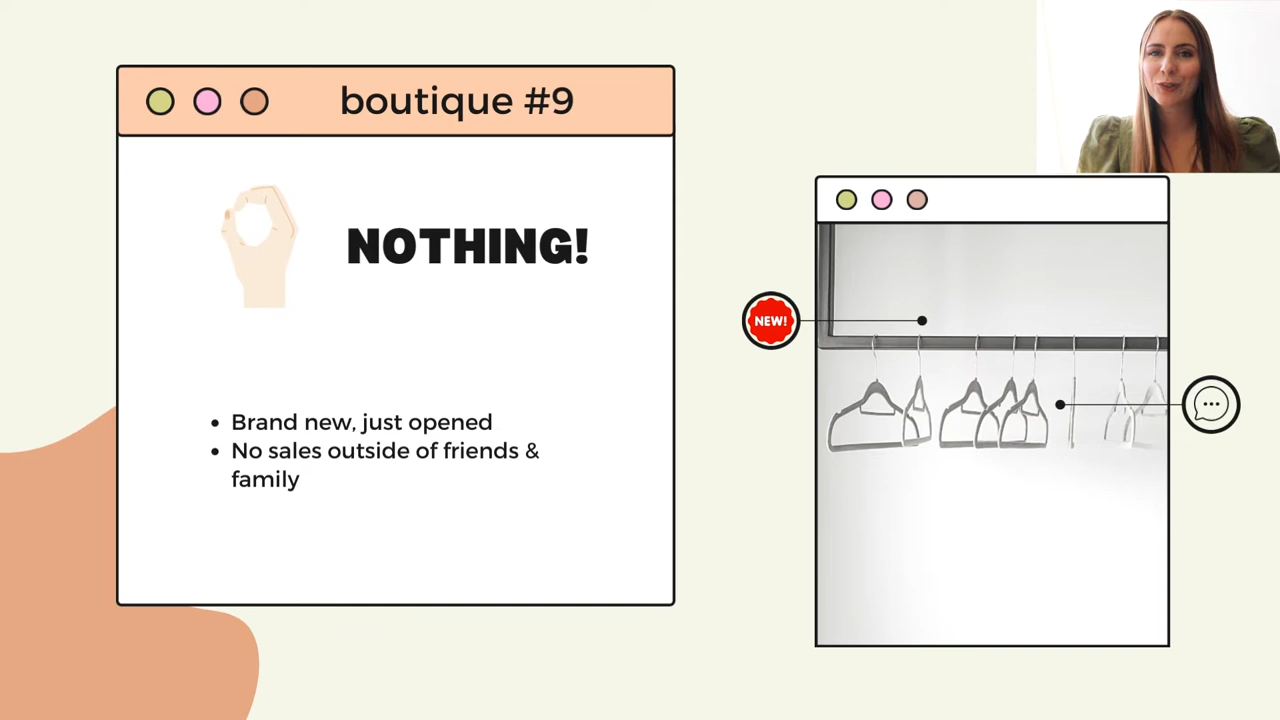 boutique #9
NOTHING!
• Brand new, just opened
• No sales outside of friends &
family
NEW!